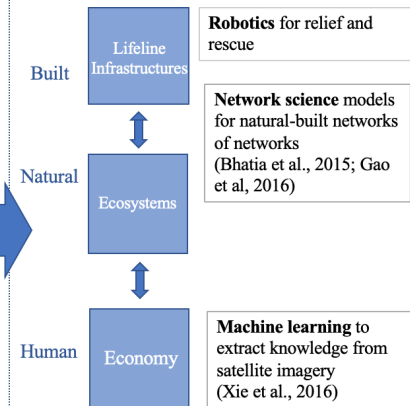 Built
Lifeline
Infrastructures
Robotics for relief and
rescue
Network science models
for natural-built networks
of networks
(Bhatia et al., 2015; Gao
et al, 2016)
Natural
Ecosystems
Human
Economy
Machine learning to
extract knowledge from
satellite imagery
(Xie et al., 2016)